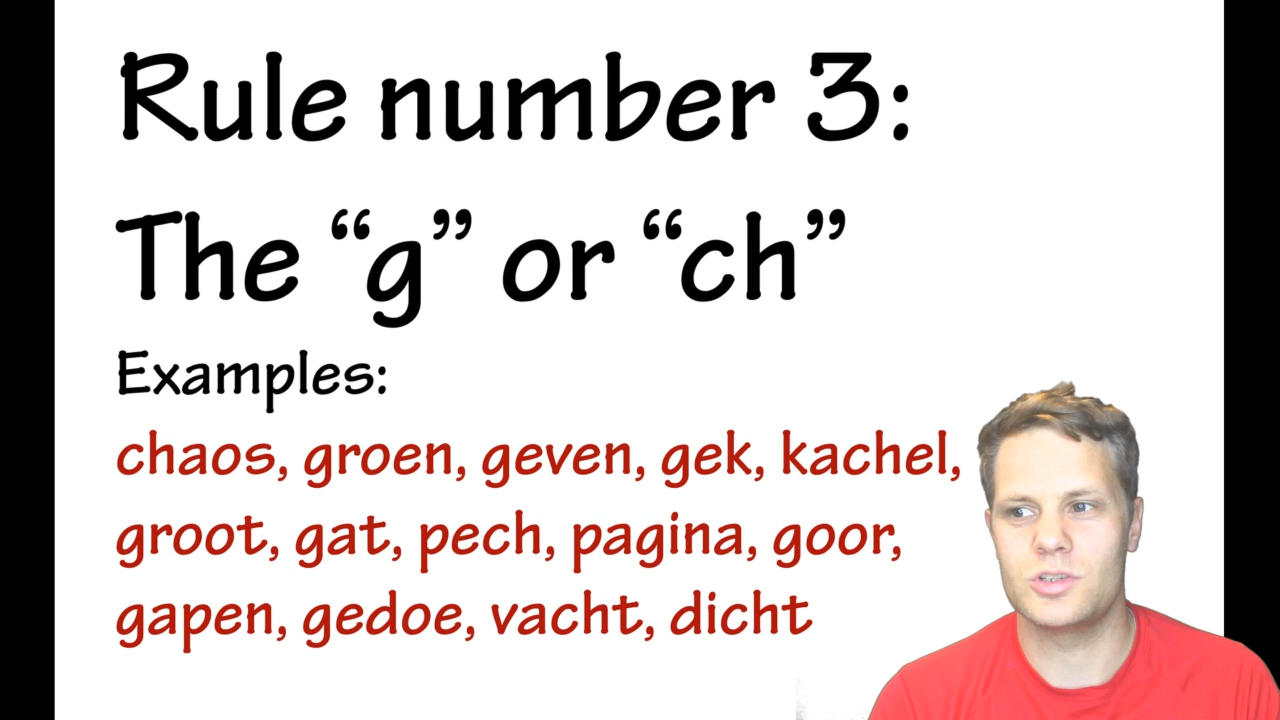 Rule number 3:
The “g” or “ch”
Examples:
chaos, groen, geven, gek, kachel,
groot, gat, pech, pagina, goor,
gapen, gedoe, vacht, dicht